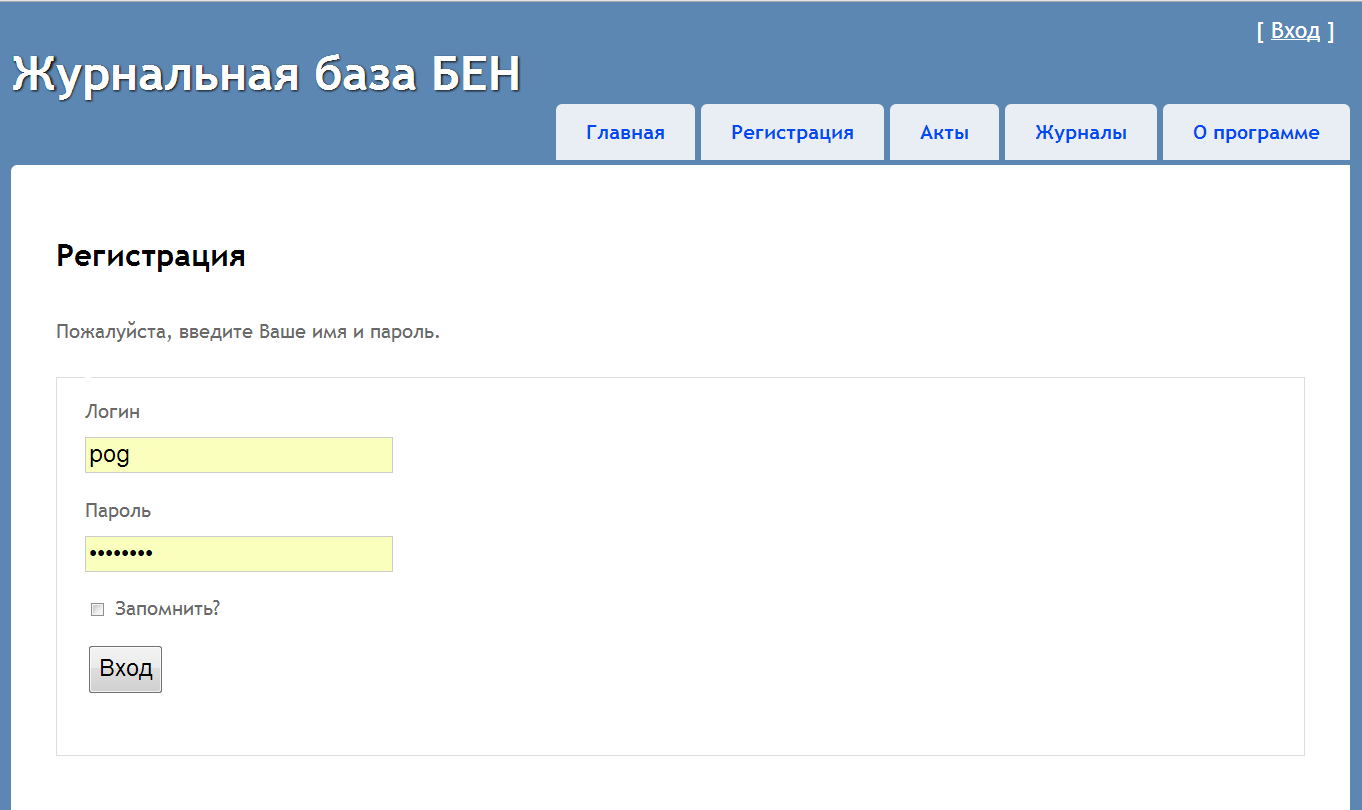 [ Вход ]
Журнальная база БЕН
Главная Регистрация Акты Журналы О программе
Регистрация
Пожалуйста, введите Ваше имя и пароль.
Логин
pog
Пароль
••••••••
Запомнить?
Вход